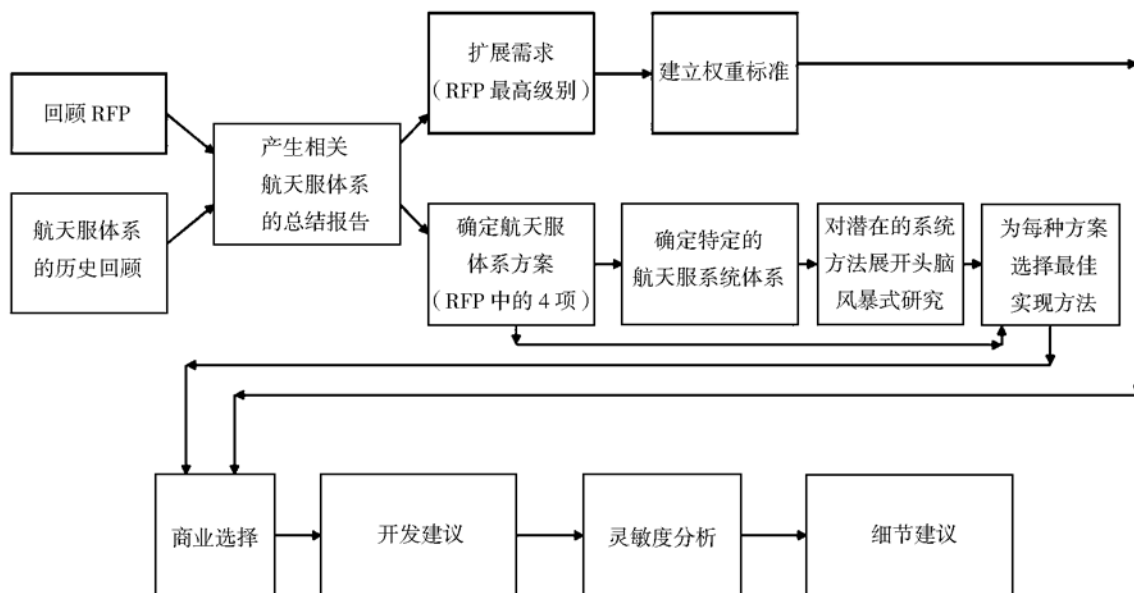 回顾 RFP
航天服体系
的历史回顾
产生相关
航天服体系
的总结报告
扩展需求
（RFP 最高级别）
建立权重标准
确定航天服
体系方案
（RFP 中的 4 项）
确定特定的
航天服系统体系
对潜在的系统
方法展开头脑
风暴式研究
为每种方案
选择最佳
实现方法
商业选择
开发建议
灵敏度分析
细节建议